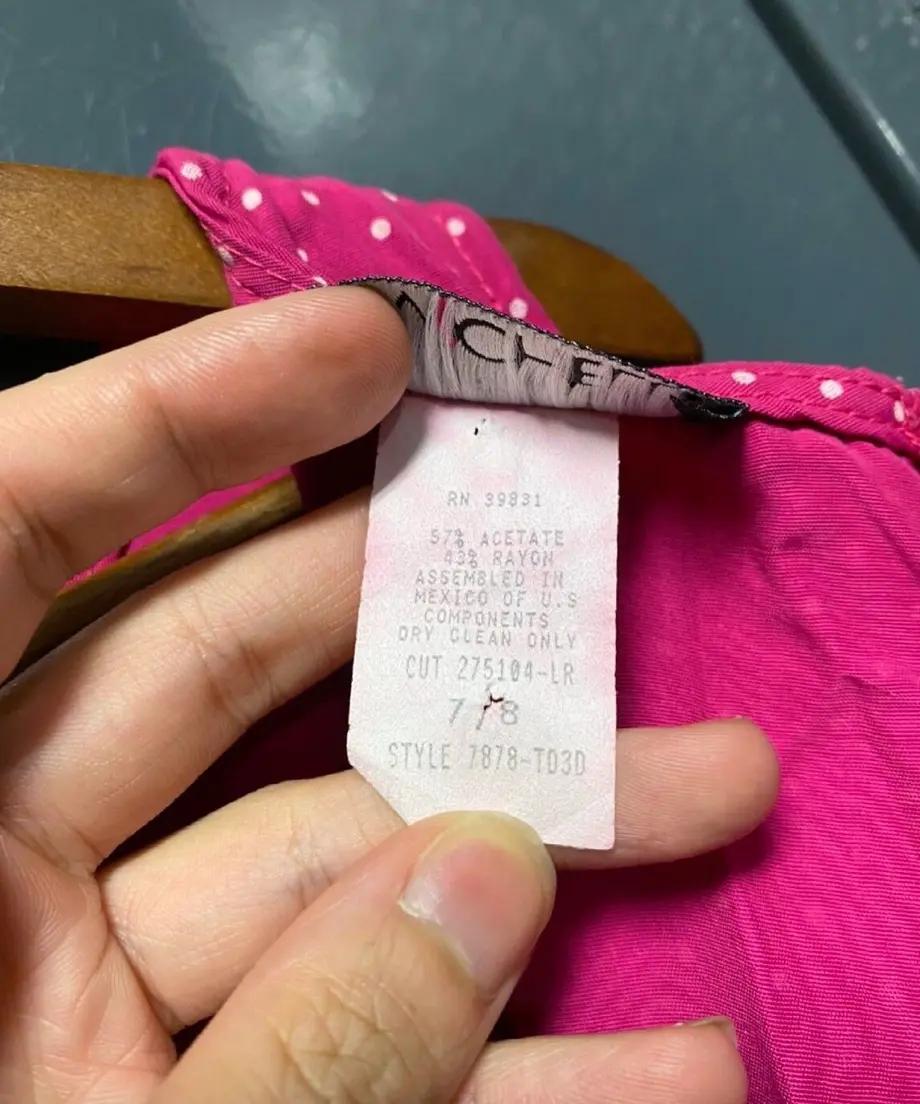 RN 39831
57% ACETATE
43% RAYON
ASSEMBLED IN
MEXICO OF U.S
COMPONENTS
DRY CLEAN ONLY
CUT 275104-LR
7/8
STYLE 7878-TD3D